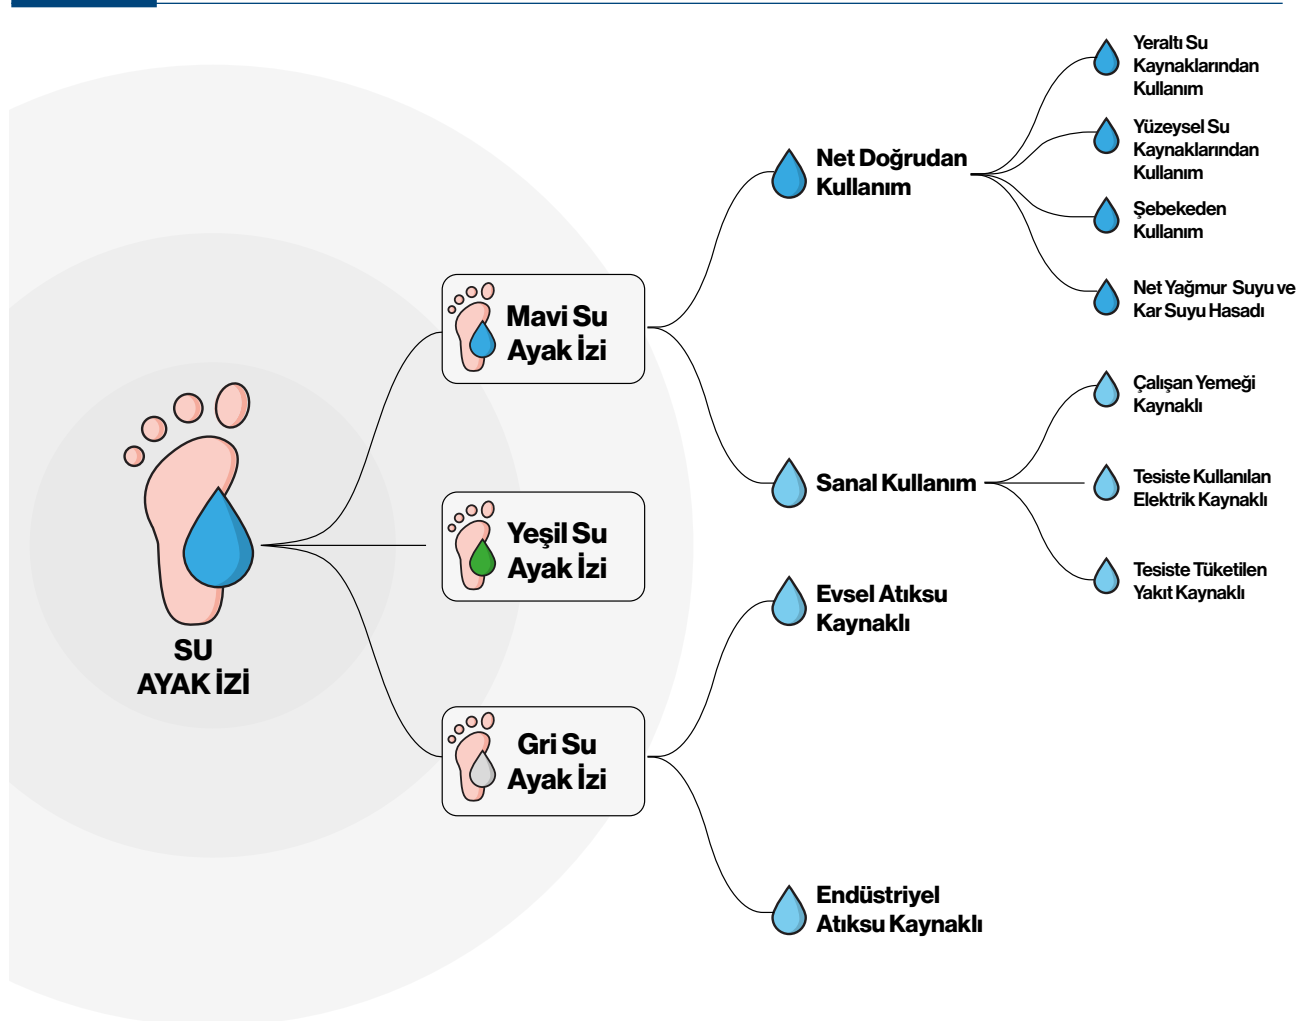 SU
AYAK İZİ
Mavi Su
Ayak İzi
Yeşil Su
Ayak İzi
Gri Su
Ayak İzi
Net Doğrudan
Kullanım
Sanal Kullanım
Evsel Atıksu
Kaynaklı
Endüstriyel
Atıksu Kaynaklı
Yeraltı Su
Kaynaklarından
Kullanım
Yüzeysel Su
Kaynaklarından
Kullanım
Şebekeden
Kullanım
Net Yağmur Suyu ve
Kar Suyu Hasadı
Çalışan Yemeği
Kaynaklı
Tesiste Kullanılan
Elektrik Kaynaklı
Tesiste Tüketilen
Yakıt Kaynaklı